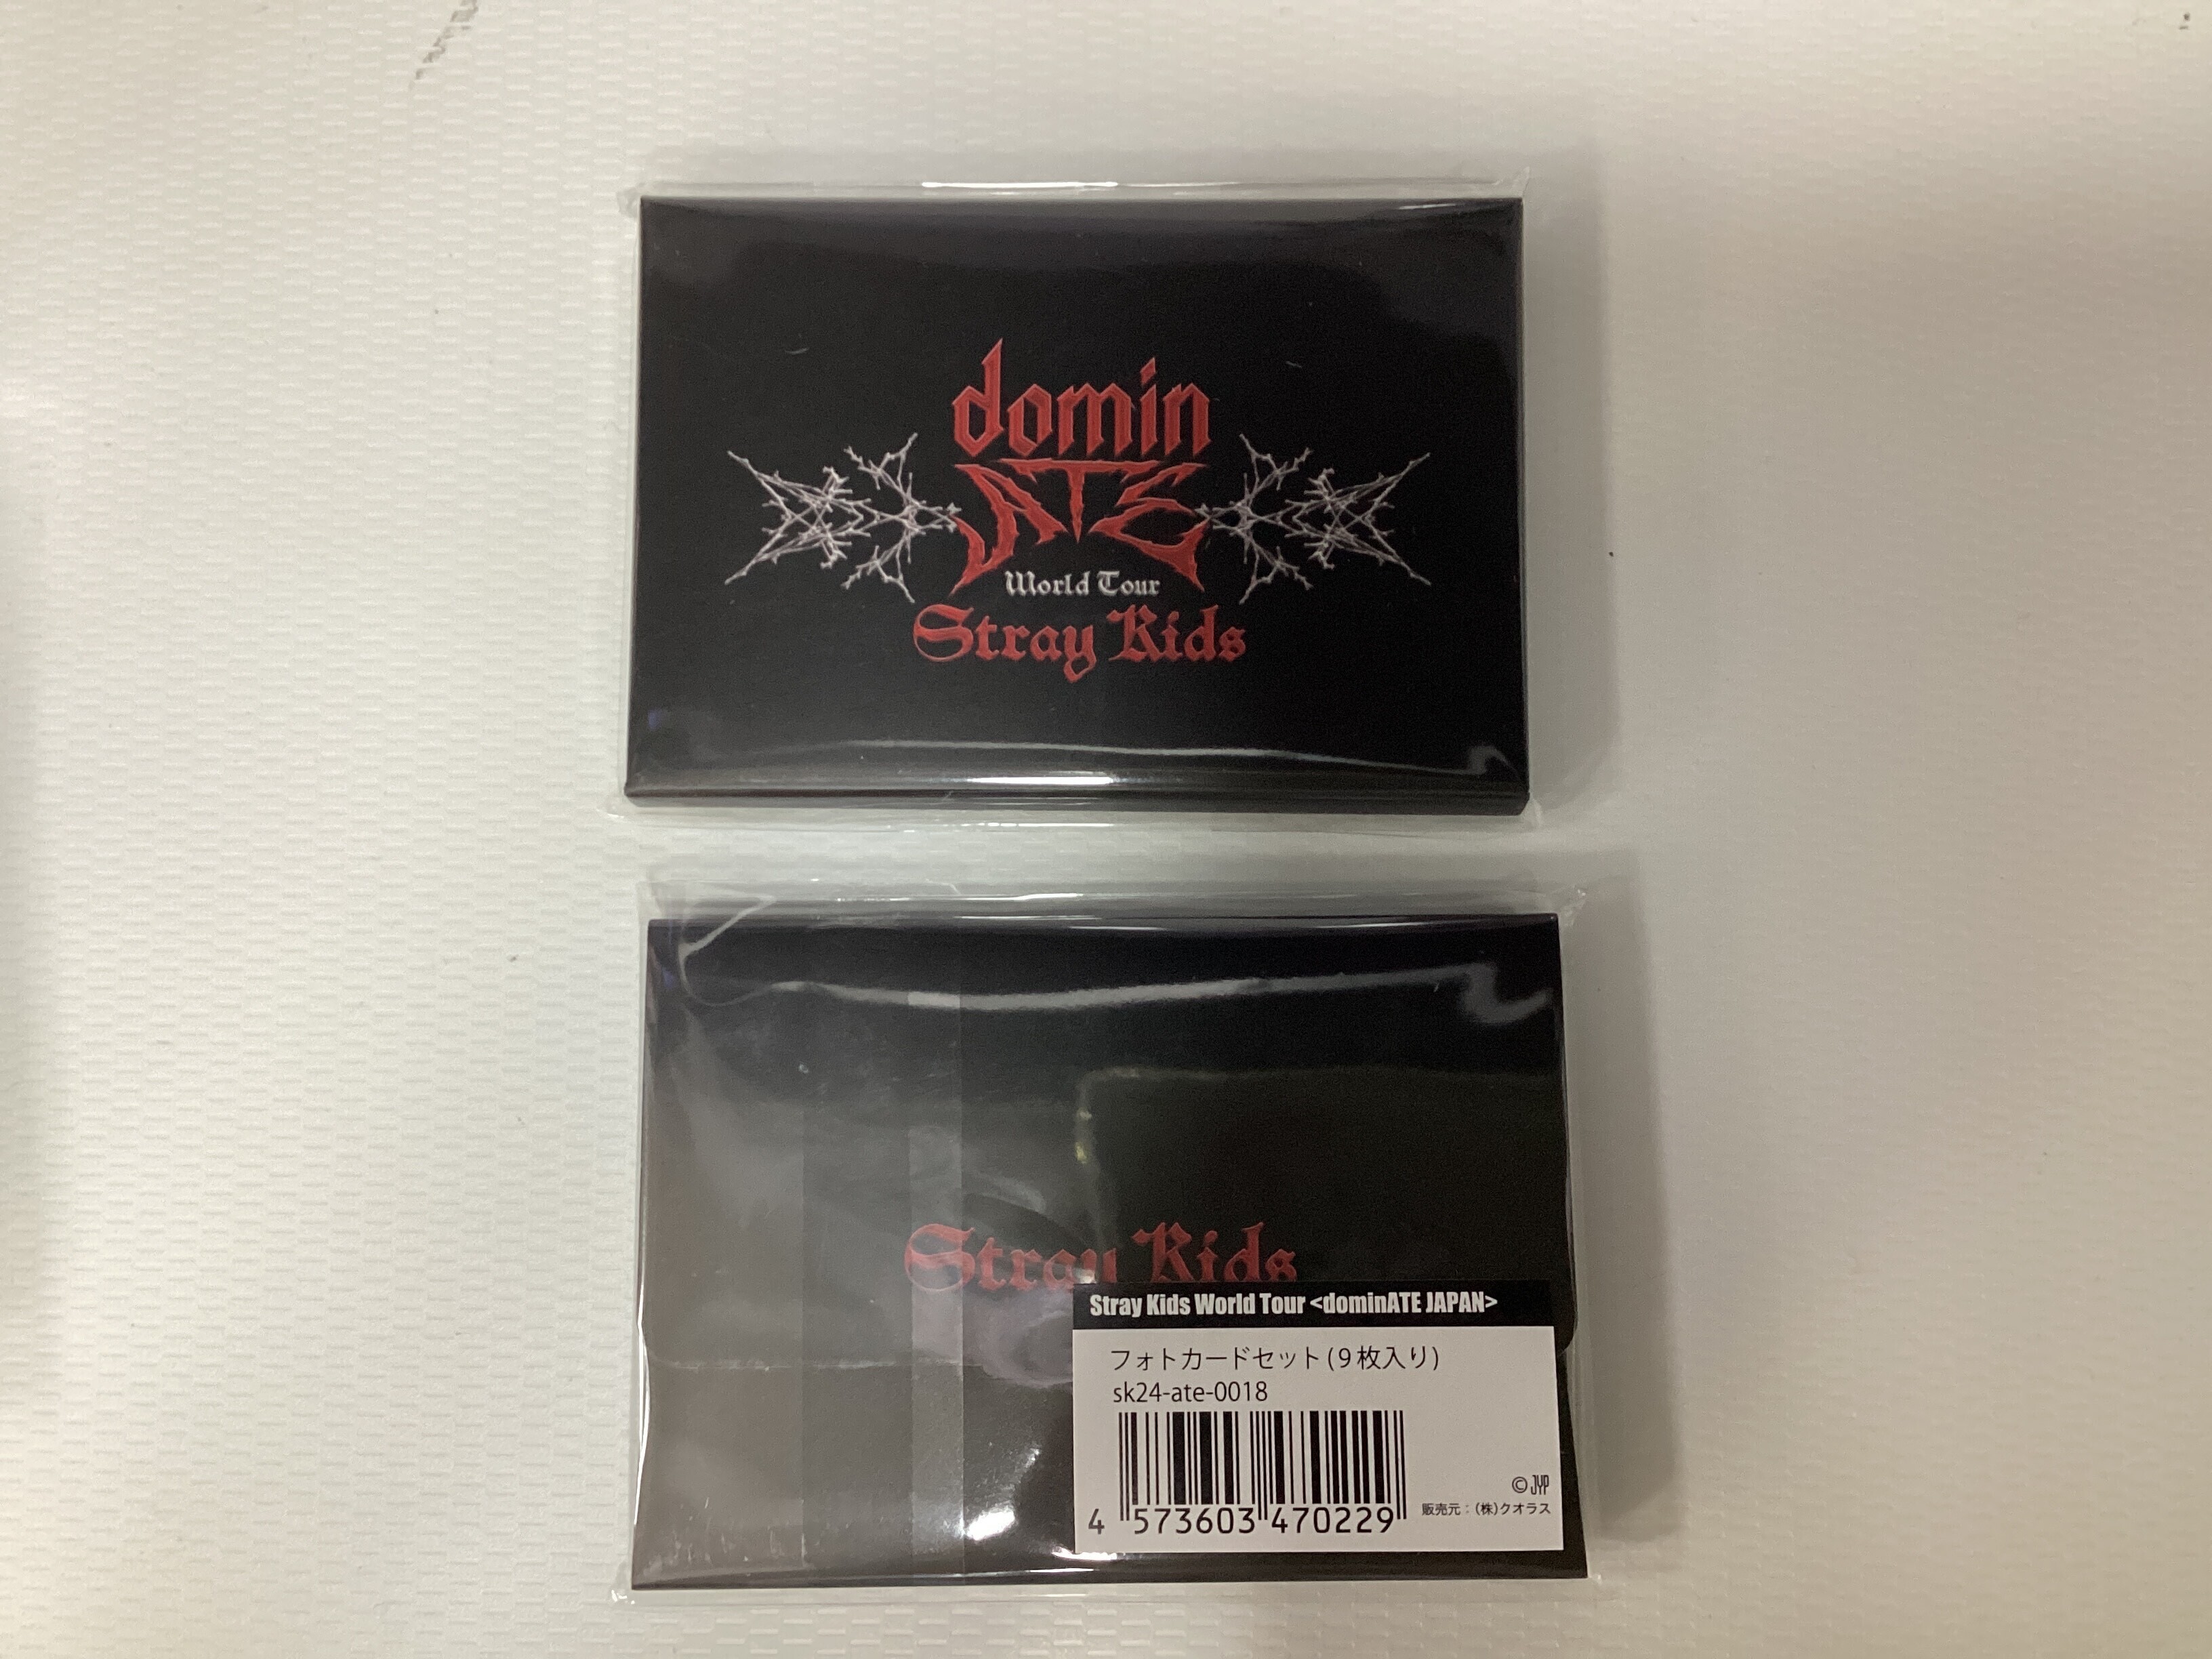 domin
ATE
World Tour
Stray Kids
Stray Kids
Stray Kids World Tour <dominATE JAPAN>
フォトカードセット(9枚入り)
sk24-ate-0018
4 573603 470229
©JYP
販売元：(株)クオラス